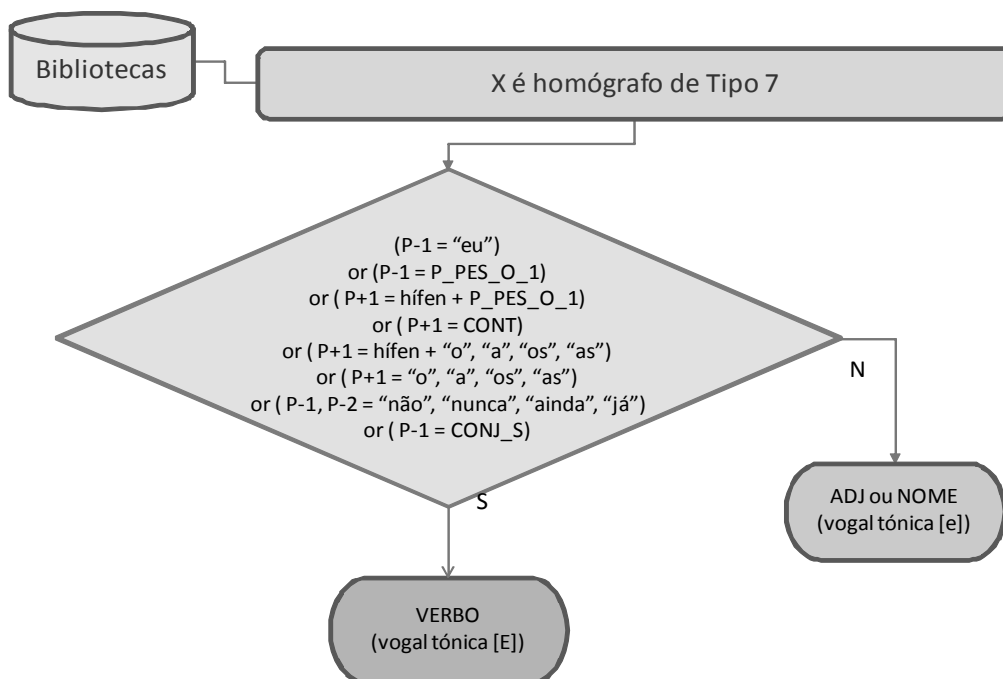 Bibliotecas
X é homógrafo de Tipo 7
(P-1 = “eu”)
or (P-1 = P_PES_O_1)
or ( P+1 = hífen + P_PES_O_1)
or ( P+1 = CONT)
or ( P+1 = hífen + “o”, “a”, “os”, “as”)
or ( P+1 = “o”, “a”, “os”, “as”)
or ( P-1, P-2 = “não”, “nunca”, “ainda”, “já”)
or ( P-1 = CONJ_S)
N
S
ADJ ou NOME
(vogal tónica [e])
VERBO
(vogal tónica [E])